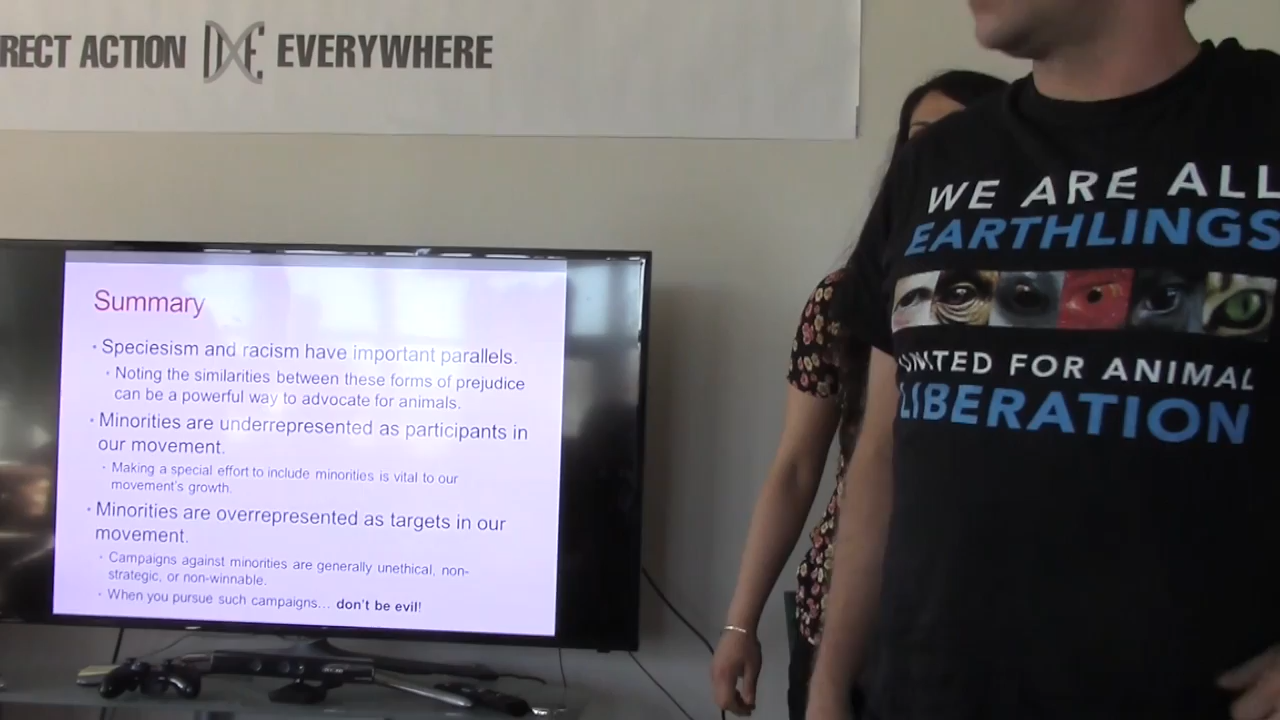 RECT ACTION DXE EVERYWHERE
WE ARE ALL
EARTHLINGS
UNITED FOR ANIMAL
LIBERATION
Summary
• Speciesism and racism have important parallels.
• Noting the similarities between these forms of prejudice
can be a powerful way to advocate for animals.
• Minorities are underrepresented as participants in
our movement.
• Making a special effort to include minorities is vital to our
movement's growth.
• Minorities are overrepresented as targets in our
movement.
• Campaigns against minorities are generally unethical, non-
strategic, or non-winnable.
• When you pursue such campaigns… don't be evil!